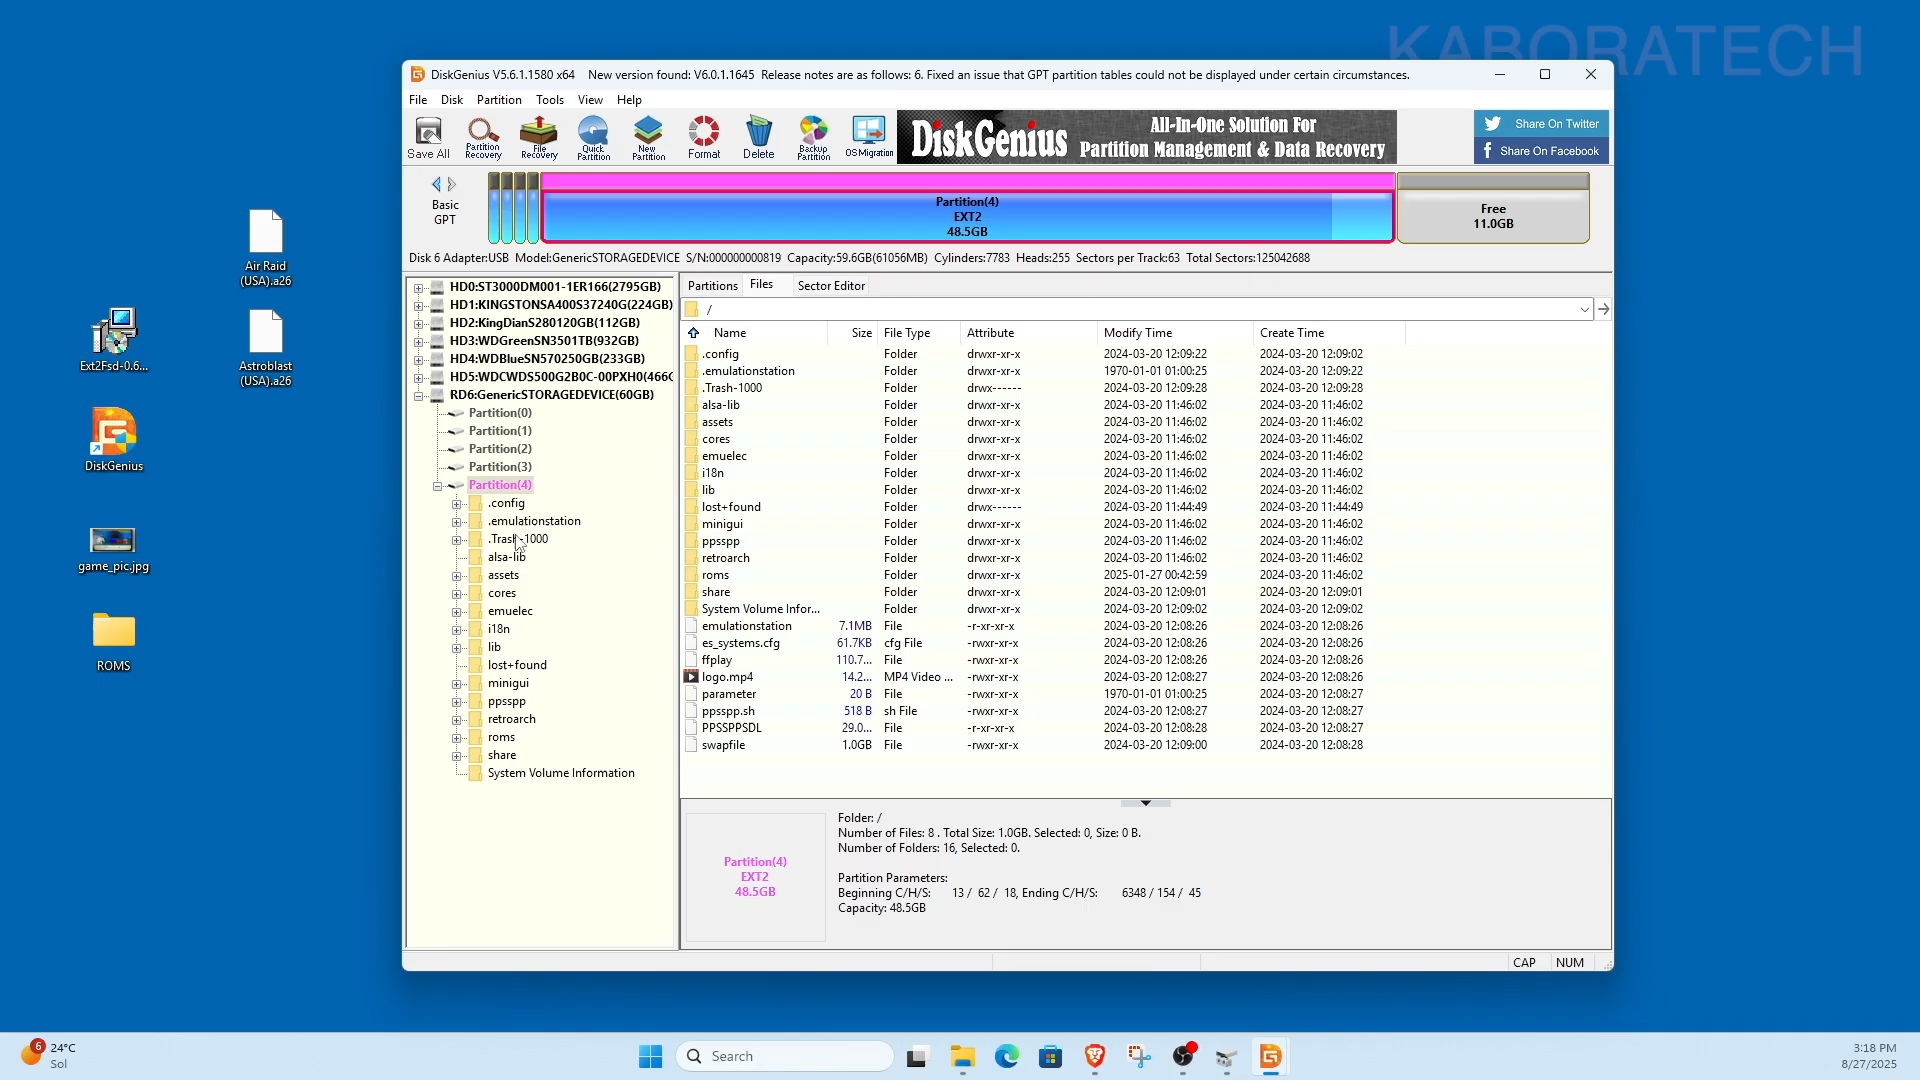 KABORATECH
DiskGenius V5.6.1.1580 x64    New version found: V6.0.1.1645  Release notes are as follows: 6. Fixed an issue that GPT partition tables could not be displayed under certain circumstances.
File Disk Partition Tools View Help
Save All
Partition Recovery
File Recovery
Quick Partition
New Partition
Format
Delete
Backup Partition
OS Migration
DiskGenius
All-In-One Solution For
Partition Management & Data Recovery
Share On Twitter
Share On Facebook
Basic
GPT
Partition(4)
EXT2
48.5GB
Free
11.0GB
Disk 6 Adapter:USB  Model:GenericSTORAGEDEVICE  S/N:000000000819  Capacity:59.6GB(61056MB)  Cylinders:7783  Heads:255  Sectors per Track:63  Total Sectors:125042688
HD0:ST3000DM001-1ER166(2795GB)
HD1:KINGSTONSA400S37240G(224GB)
HD2:KingDianS280120GB(112GB)
HD3:WDGreenSN3501TB(932GB)
HD4:WDBlueSN570250GB(233GB)
HD5:WDCWDS500G2B0C-00PXH0(466G
RD6:GenericSTORAGEDEVICE(60GB)
Partition(0)
Partition(1)
Partition(2)
Partition(3)
Partition(4)
.config
.emulationstation
.Trash-1000
alsa-lib
assets
cores
emuelec
i18n
lib
lost+found
minigui
ppsspp
retroarch
roms
share
System Volume Information
Partitions Files Sector Editor
/
Name Size File Type Attribute Modify Time Create Time
.config Folder drwxr-xr-x 2024-03-20 12:09:22 2024-03-20 12:09:02
.emulationstation Folder drwxr-xr-x 1970-01-01 01:00:25 2024-03-20 12:09:22
.Trash-1000 Folder drwx------ 2024-03-20 12:09:28 2024-03-20 12:09:28
alsa-lib Folder drwxr-xr-x 2024-03-20 11:46:02 2024-03-20 11:46:02
assets Folder drwxr-xr-x 2024-03-20 11:46:02 2024-03-20 11:46:02
cores Folder drwxr-xr-x 2024-03-20 11:46:02 2024-03-20 11:46:02
emuelec Folder drwxr-xr-x 2024-03-20 11:46:02 2024-03-20 11:46:02
i18n Folder drwxr-xr-x 2024-03-20 11:46:02 2024-03-20 11:46:02
lib Folder drwxr-xr-x 2024-03-20 11:46:02 2024-03-20 11:46:02
lost+found Folder drwx------ 2024-03-20 11:44:49 2024-03-20 11:44:49
minigui Folder drwxr-xr-x 2024-03-20 11:46:02 2024-03-20 11:46:02
ppsspp Folder drwxr-xr-x 2024-03-20 11:46:02 2024-03-20 11:46:02
retroarch Folder drwxr-xr-x 2024-03-20 11:46:02 2024-03-20 11:46:02
roms Folder drwxr-xr-x 2025-01-27 00:42:59 2024-03-20 11:46:02
share Folder drwxr-xr-x 2024-03-20 12:09:01 2024-03-20 12:09:01
System Volume Infor... Folder drwxr-xr-x 2024-03-20 12:09:02 2024-03-20 12:09:02
emulationstation 7.1MB File -r-xr-xr-x 2024-03-20 12:08:26 2024-03-20 12:08:26
es_systems.cfg 61.7KB cfg File -rwxr-xr-x 2024-03-20 12:08:26 2024-03-20 12:08:26
ffplay 110.7... File -rwxr-xr-x 2024-03-20 12:08:26 2024-03-20 12:08:26
logo.mp4 14.2... MP4 Video ... -rwxr-xr-x 2024-03-20 12:08:27 2024-03-20 12:08:26
parameter 20 B File -rwxr-xr-x 1970-01-01 01:00:25 2024-03-20 12:08:27
ppsspp.sh 518 B sh File -rwxr-xr-x 2024-03-20 12:08:27 2024-03-20 12:08:27
PPSSPPSDL 29.0... File -r-xr-xr-x 2024-03-20 12:08:28 2024-03-20 12:08:27
swapfile 1.0GB File -rwxr-xr-x 2024-03-20 12:09:00 2024-03-20 12:08:28
Partition(4)
EXT2
48.5GB
Folder: /
Number of Files: 8 . Total Size: 1.0GB. Selected: 0, Size: 0 B.
Number of Folders: 16, Selected: 0.
Partition Parameters:
Beginning C/H/S: 13 / 62 / 18, Ending C/H/S: 6348 / 154 / 45
Capacity: 48.5GB
CAP NUM
Air Raid
(USA).a26
Ext2Fsd-0.6...
Astroblast
(USA).a26
DiskGenius
game_pic.jpg
ROMS
6
24°C
Sol
Search
3:18 PM
8/27/2025